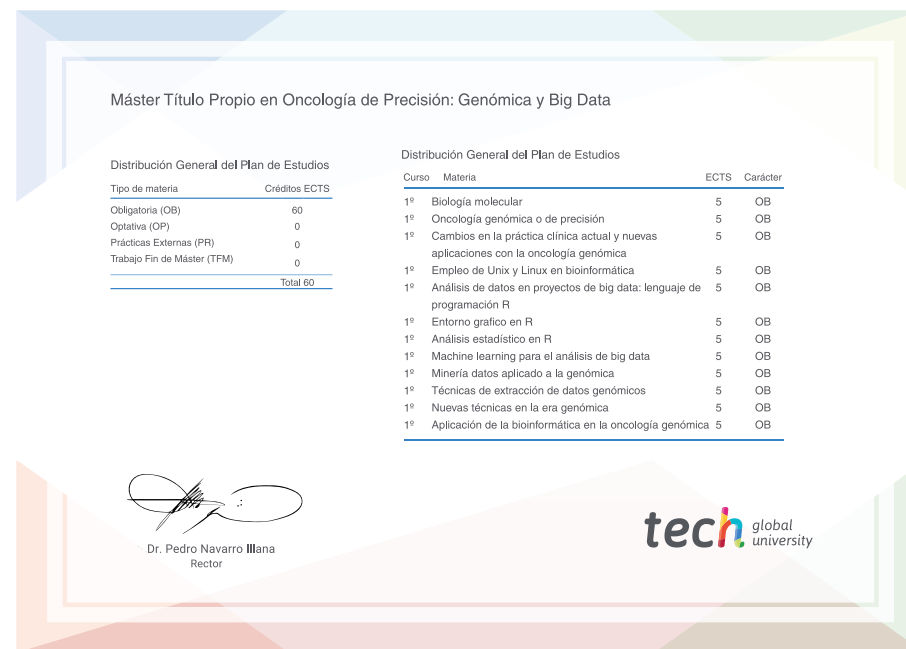 Máster Título Propio en Oncología de Precisión: Genómica y Big Data
Distribución General del Plan de Estudios
Tipo de materia Créditos ECTS
Obligatoria (OB) 60
Optativa (OP) 0
Prácticas Externas (PR) 0
Trabajo Fin de Máster (TFM) 0
Total 60
Distribución General del Plan de Estudios
Curso Materia ECTS Carácter
1º Biología molecular 5 OB
1º Oncología genómica o de precisión 5 OB
1º Cambios en la práctica clínica actual y nuevas 5 OB
aplicaciones con la oncología genómica
1º Empleo de Unix y Linux en bioinformática 5 OB
1º Análisis de datos en proyectos de big data: lenguaje de 5 OB
programación R
1º Entorno grafico en R 5 OB
1º Análisis estadístico en R 5 OB
1º Machine learning para el análisis de big data 5 OB
1º Minería datos aplicado a la genómica 5 OB
1º Técnicas de extracción de datos genómicos 5 OB
1º Nuevas técnicas en la era genómica 5 OB
1º Aplicación de la bioinformática en la oncología genómica 5 OB
Dr. Pedro Navarro Illana
Rector
tech global
university